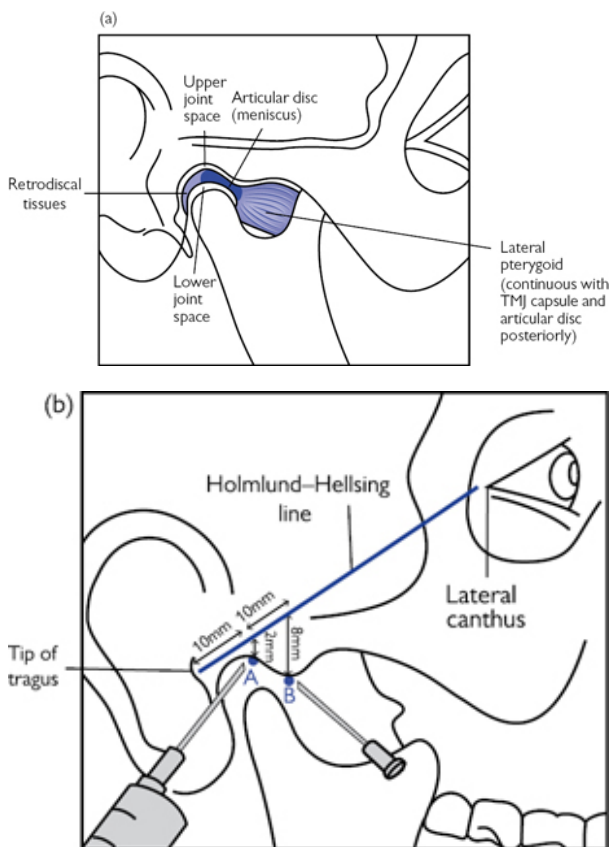 (a)
Upper
joint
space
Articular disc
(meniscus)
Retrodiscal
tissues
Lower
joint
space
Lateral
pterygoid
(continuous with
TMJ capsule and
articular disc
posteriorly)
(b)
Holmlund–Hellsing
line
Lateral
canthus
10mm
10mm
2mm
8mm
Tip of
tragus
A
B